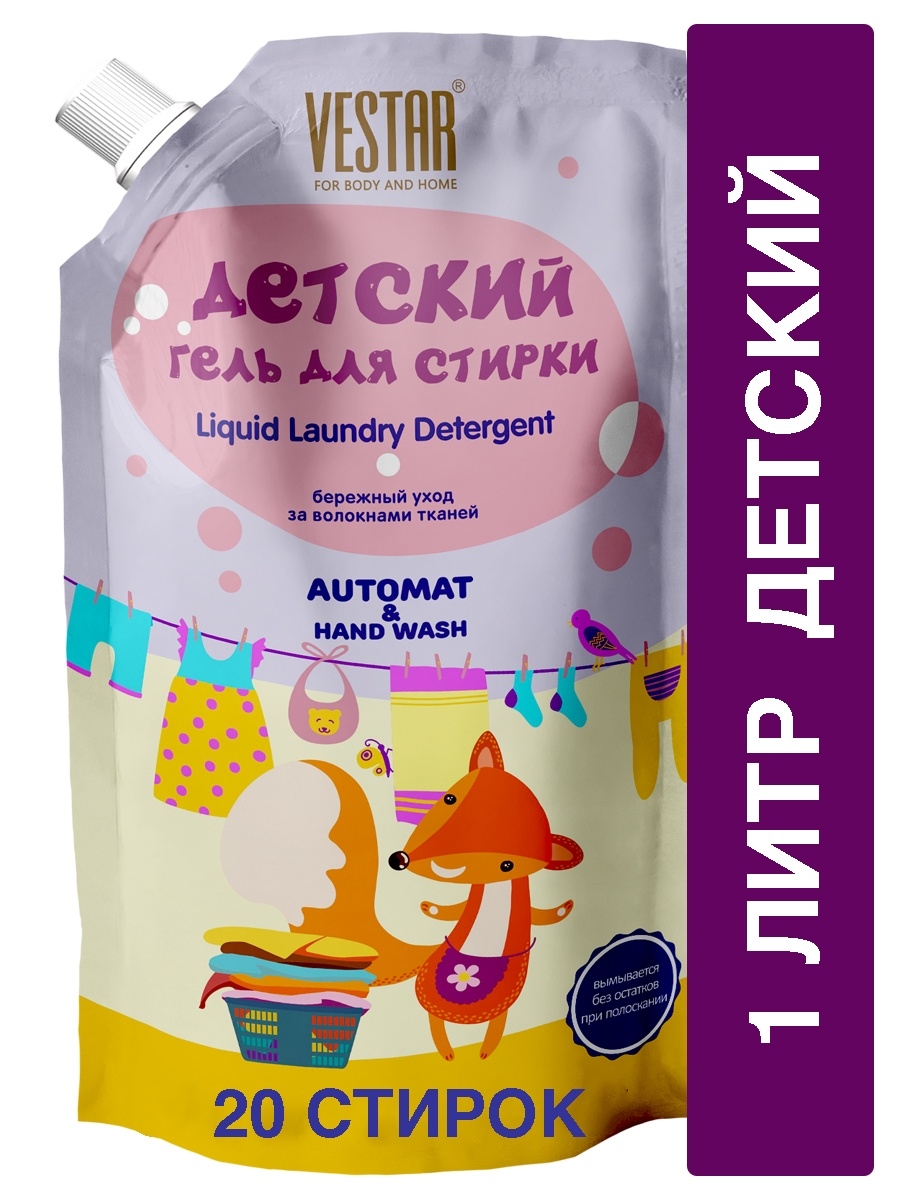 VESTAR®
FOR BODY AND HOME
ДЕТСКИЙ
ГЕЛЬ ДЛЯ СТИРКИ
Liquid Laundry Detergent
бережный уход
за волокнами тканей
AUTOMAT
&
HAND WASH
вымывается
без остатков
при полоскании
20 СТИРОК
1 ЛИТР ДЕТСКИЙ